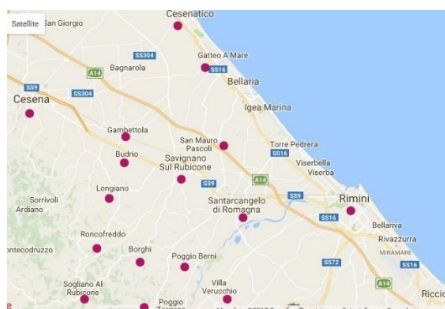 Cesenatico
Satellite
San Giorgio
SS304
Gatteo A Mare
SS16
Bagnarola
A14
Bellaria
SS9
SS304
Cesena
Igea Marina
Gambettola
San Mauro
Pascoli
Torre Pedrera
Budrio
Savignano
Sul Rubicone
SS16
Viserbella
Viserba
A14
SS9
SS9
Longiano
Sorrivoli
Ardiano
Santarcangelo
di Romagna
Rimini
SS16
Bellariva
Rivazzurra
Roncofreddo
MIRAMARE
ontecodruzzo
Borghi
Poggio Berni
SS72
SS16
Sogliano Al
Rubicone
Villa
Verucchio
A14
Riccio
Poggio